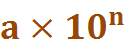 a × 10ⁿ